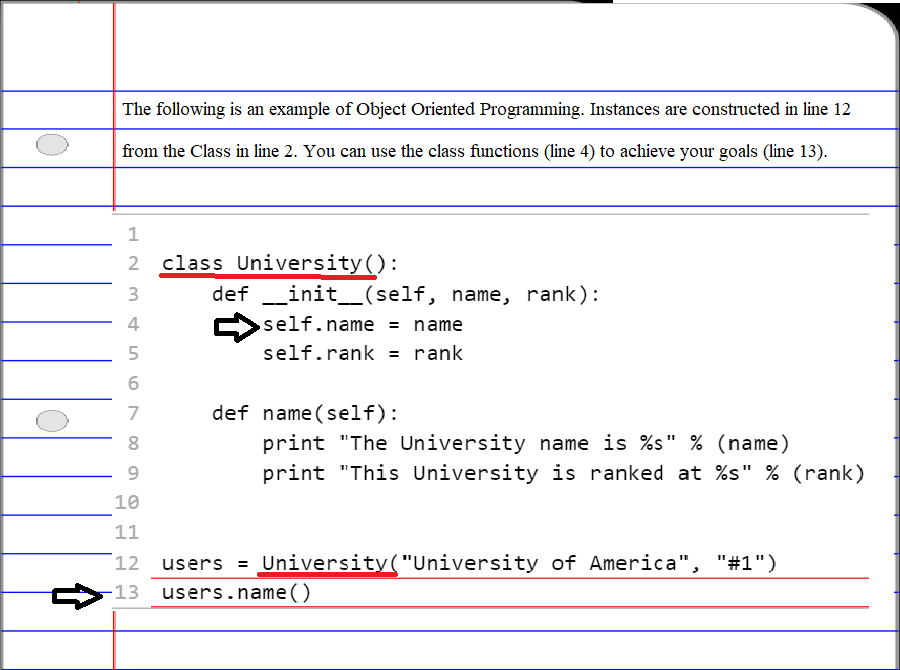 The following is an example of Object Oriented Programming. Instances are constructed in line 12
from the Class in line 2. You can use the class functions (line 4) to achieve your goals (line 13).
1
2 class University():
3     def __init__(self, name, rank):
4         self.name = name
5         self.rank = rank
6
7     def name(self):
8         print "The University name is %s" % (name)
9         print "This University is ranked at %s" % (rank)
10
11
12 users = University("University of America", "#1")
13 users.name()